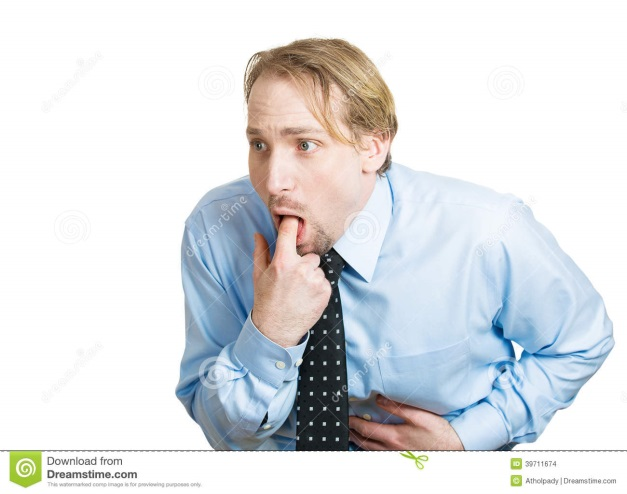 Download from
Dreamstime.com
This watermarked comp image is for previewing purposes only.
39711674
Atholpady | Dreamstime.com